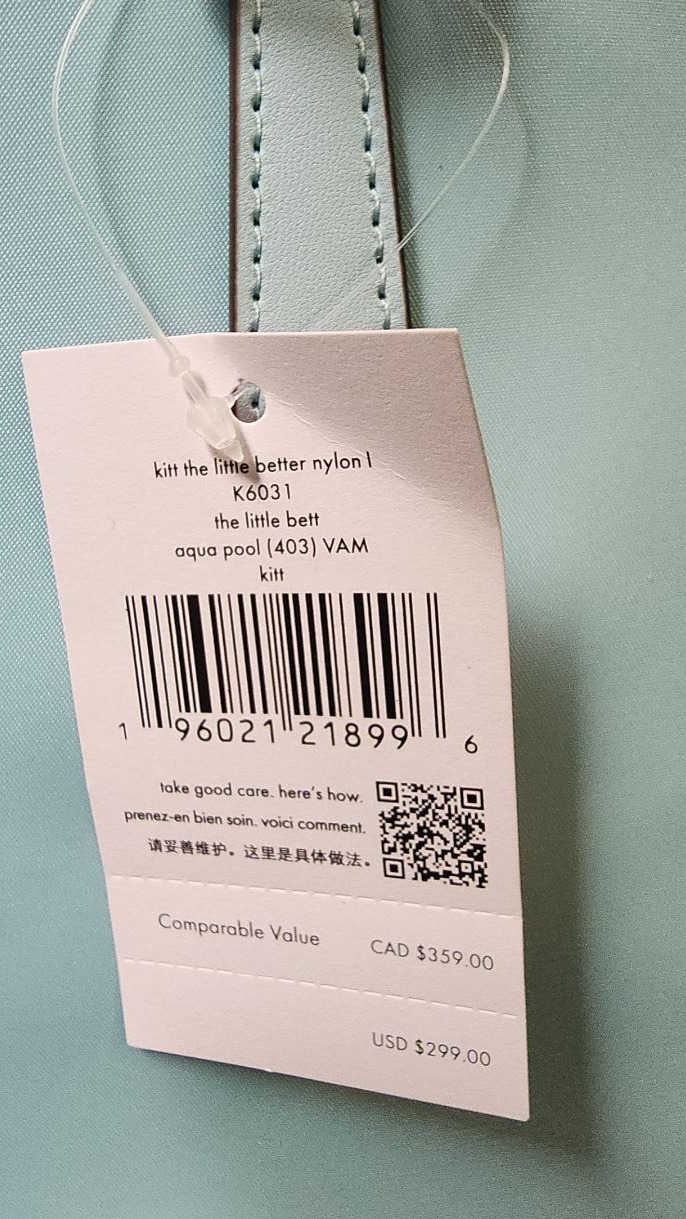 kitt the little better nylon l
K6031
the little bett
aqua pool (403) VAM
kitt
1 96021 21899 6
take good care. here's how.
prenez-en bien soin. voici comment.
请妥善维护。这里是具体做法。
Comparable Value CAD $359.00
USD $299.00